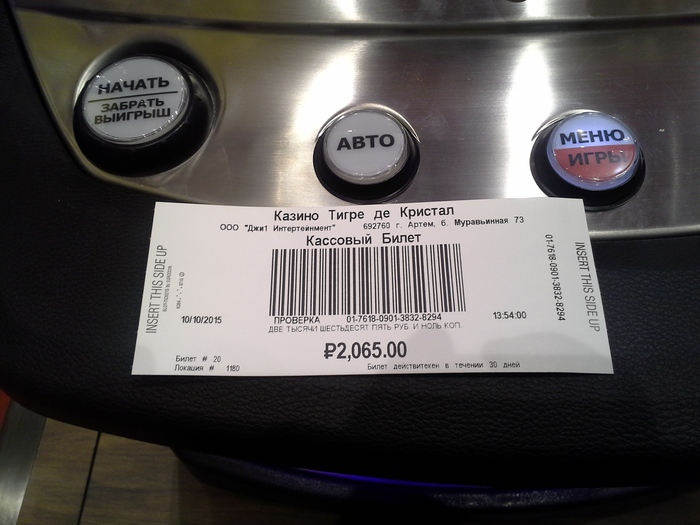 НАЧАТЬ
ЗАБРАТЬ
ВЫИГРЫШ
АВТО
МЕНЮ
ИГРЫ
Казино Тигре де Кристал
ООО "Джи1 Интертейнмент" 692760 г. Артем, б. Муравьинная 73
Кассовый Билет
INSERT THIS SIDE UP
INSERT THIS SIDE UP
01-7618-0901-3832-8294
10/10/2015 ПРОВЕРКА 01-7618-0901-3832-8294 13:54:00
ДВЕ ТЫСЯЧИ ШЕСТЬДЕСЯТ ПЯТЬ РУБ. И НОЛЬ КОП.
₽2,065.00
Билет # 20
Локация # 1180 Билет действителен в течении 30 дней